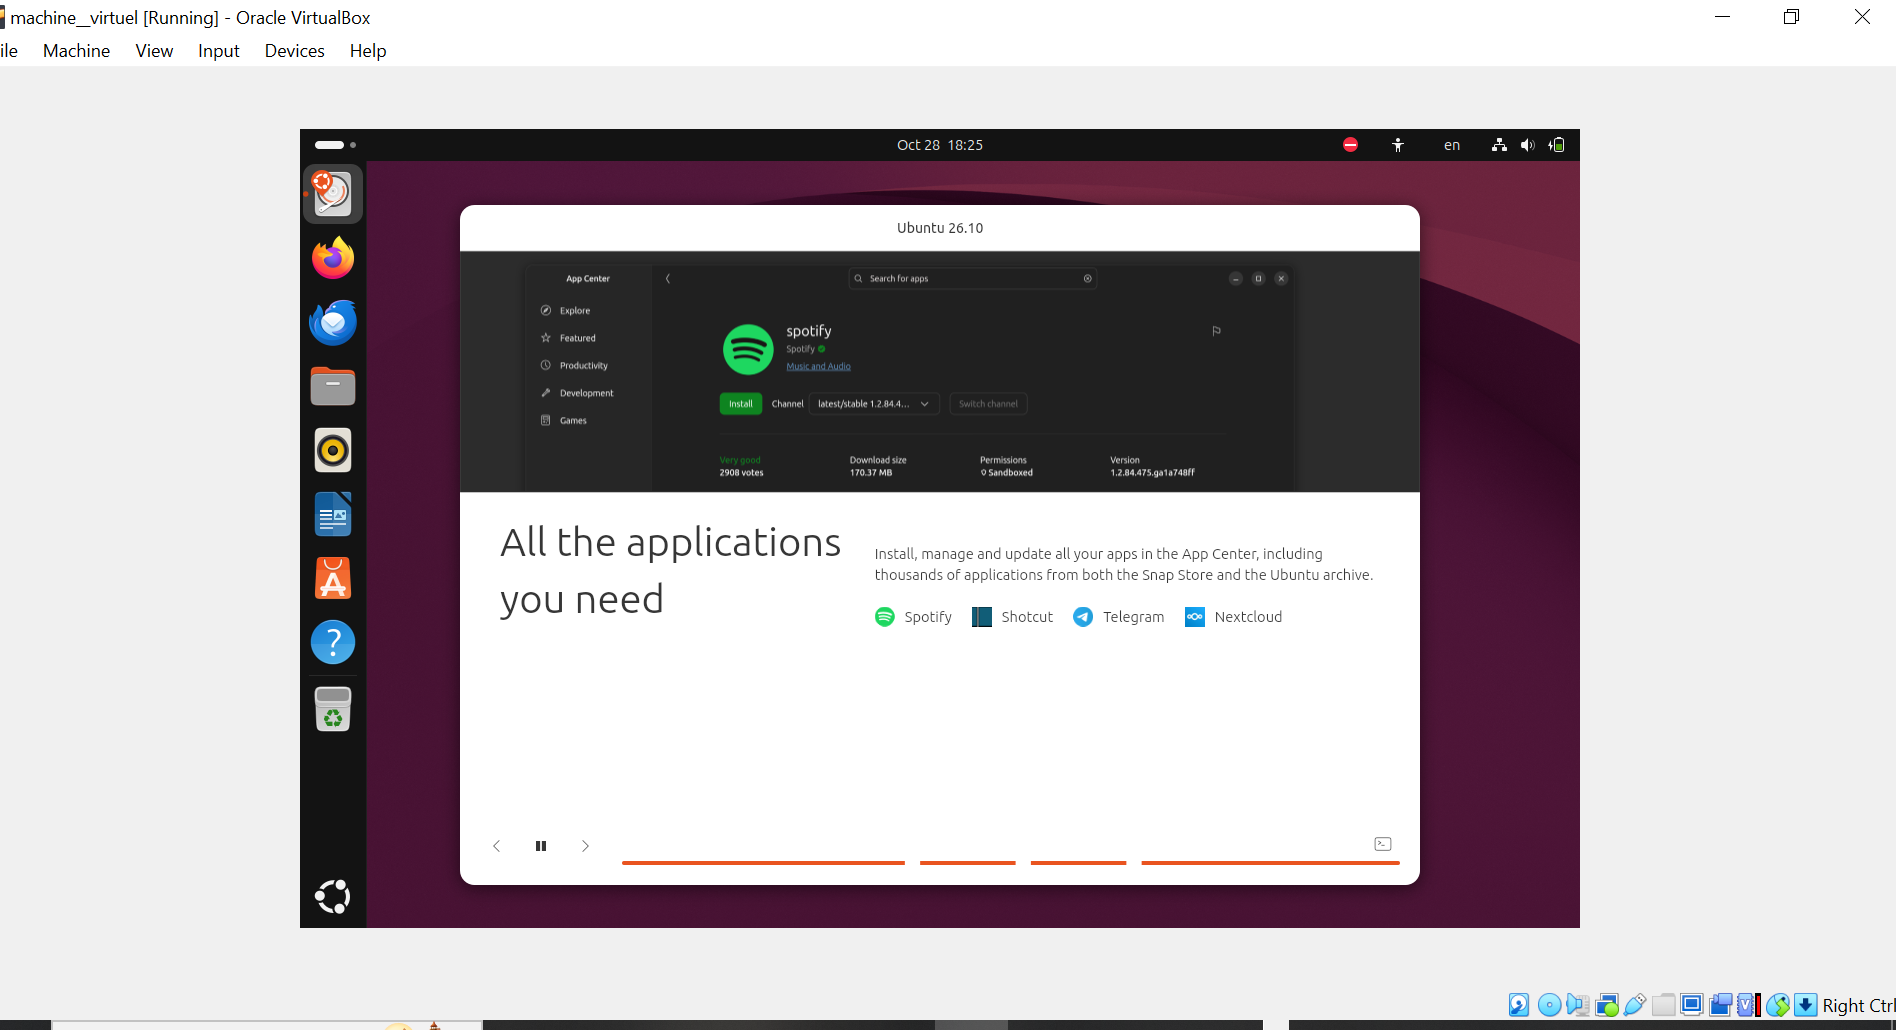 machine__virtuel [Running] - Oracle VirtualBox
ile Machine View Input Devices Help
Oct 28 18:25
en
Ubuntu 26.10
App Center
Search for apps
Explore
Featured
Productivity
Development
Games
spotify
Spotify
Music and Audio
Install Channel latest/stable 1.2.84.4... Switch channel
Very good Download size Permissions Version
2908 votes 170.37 MB Sandboxed 1.2.84.475.ga1a748ff
All the applications
you need
Install, manage and update all your apps in the App Center, including
thousands of applications from both the Snap Store and the Ubuntu archive.
Spotify Shotcut Telegram Nextcloud
Right Ctrl